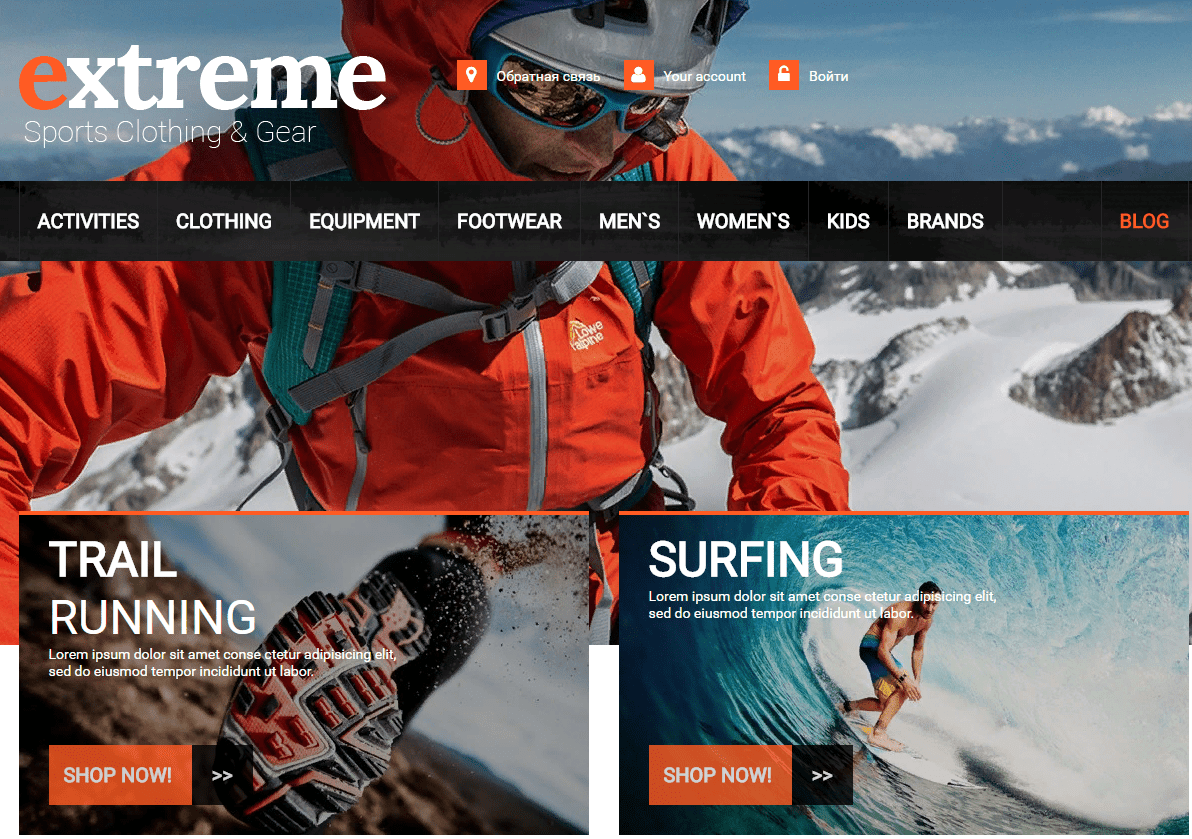 extreme
Sports Clothing & Gear
Обратная связь
Your account
Войти
ACTIVITIES
CLOTHING
EQUIPMENT
FOOTWEAR
MEN`S
WOMEN`S
KIDS
BRANDS
BLOG
Lowe
alpine
TRAIL
RUNNING
Lorem ipsum dolor sit amet conse ctetur adipisicing elit,
sed do eiusmod tempor incididunt ut labor.
SHOP NOW!
>>
SURFING
Lorem ipsum dolor sit amet conse ctetur adipisicing elit,
sed do eiusmod tempor incididunt ut labor.
SHOP NOW!
>>